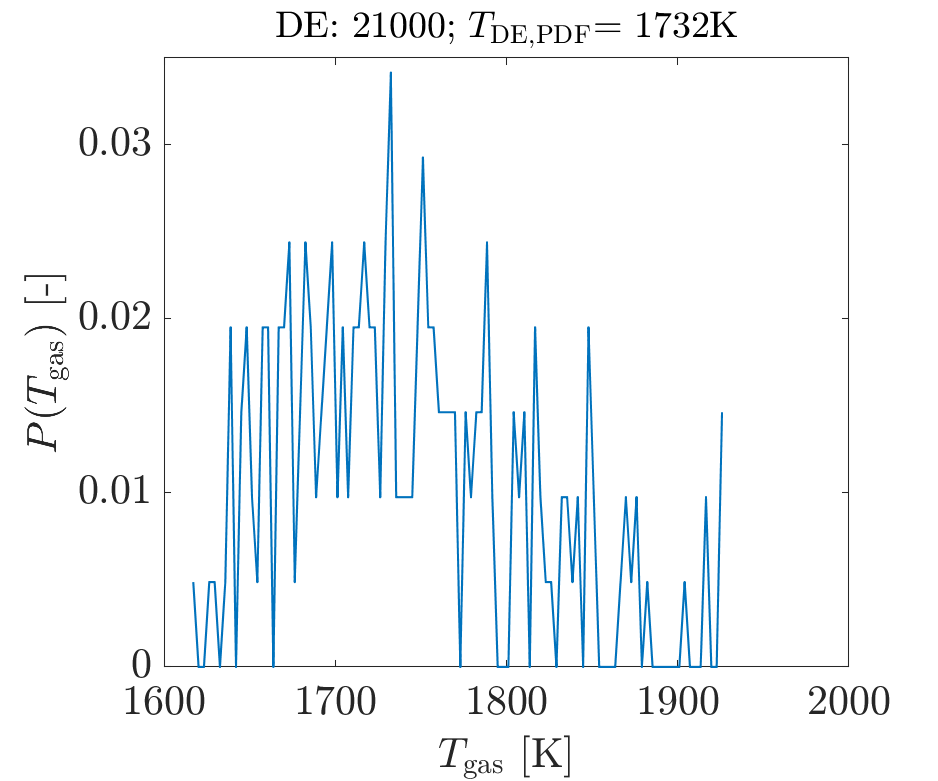 DE: 21000; T_DE,PDF= 1732K
P(T_gas) [-]
0.03
0.02
0.01
0
1600 1700 1800 1900 2000
T_gas [K]